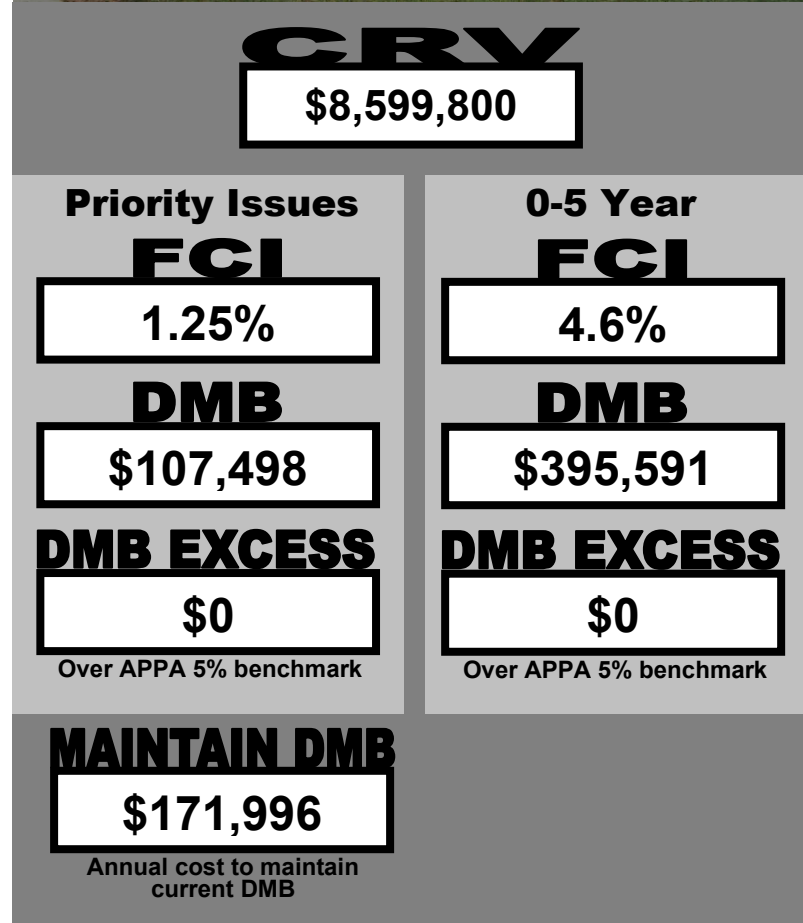 CRV
$8,599,800
Priority Issues
FCI
1.25%
DMB
$107,498
DMB EXCESS
$0
Over APPA 5% benchmark
0-5 Year
FCI
4.6%
DMB
$395,591
DMB EXCESS
$0
Over APPA 5% benchmark
MAINTAIN DMB
$171,996
Annual cost to maintain
current DMB